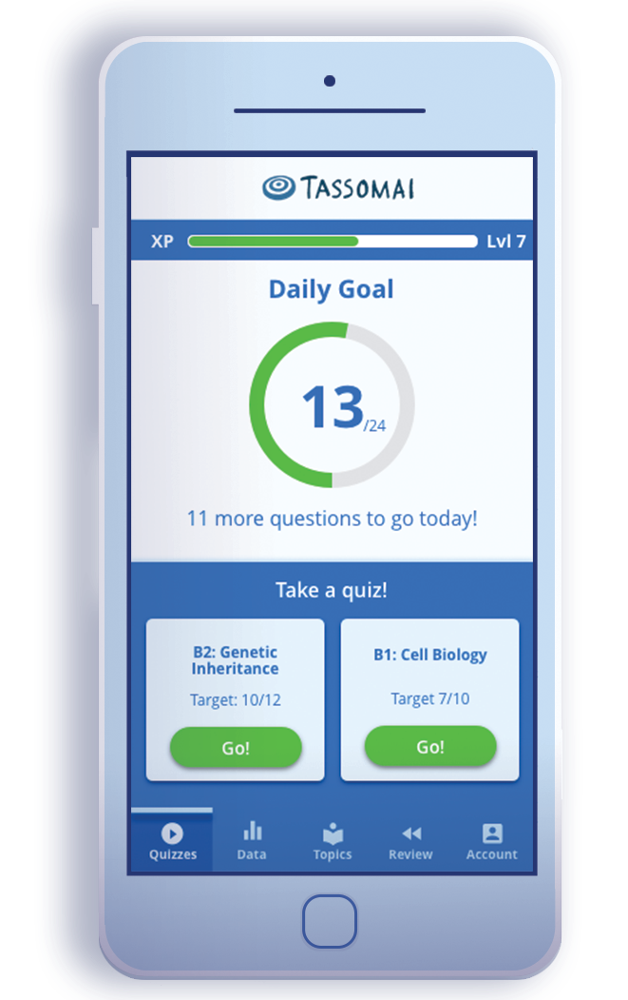 TASSOMAI
XP
Lvl 7
Daily Goal
13/24
11 more questions to go today!
Take a quiz!
B2: Genetic
Inheritance
Target: 10/12
Go!
B1: Cell Biology
Target 7/10
Go!
Quizzes
Data
Topics
Review
Account